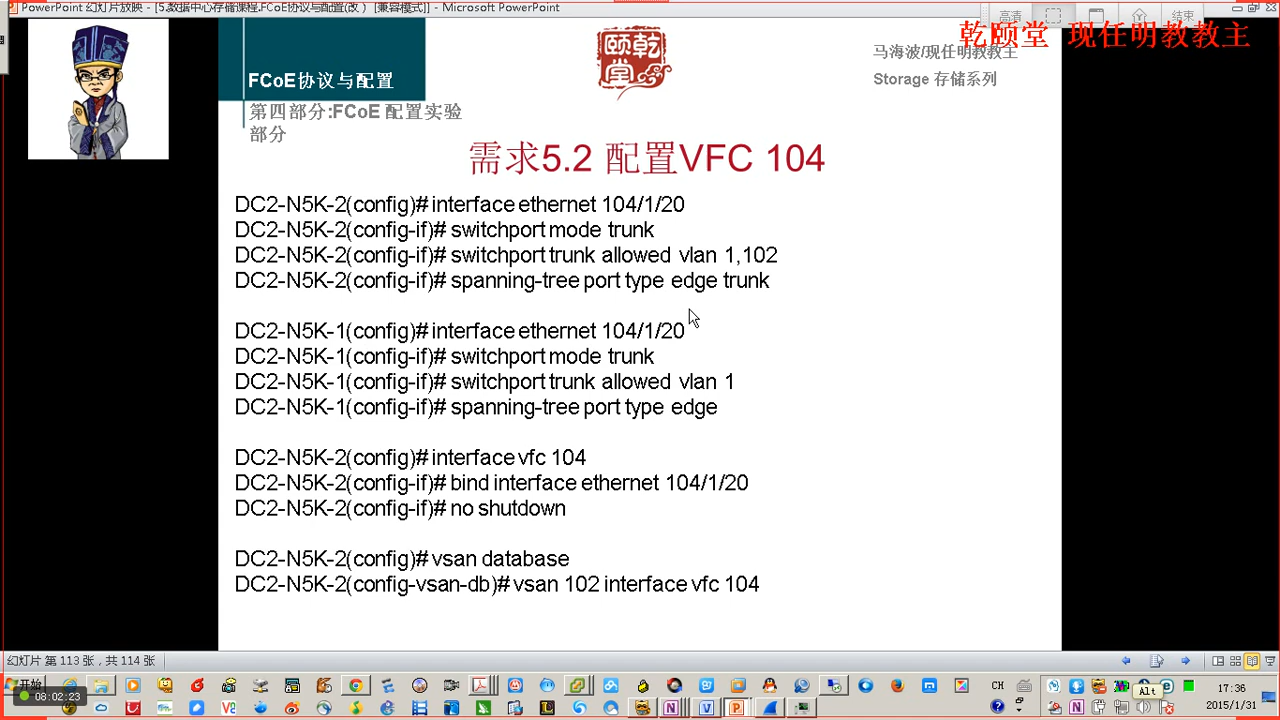 PowerPoint 幻灯片放映 - [5.数据中心存储课程.FCoE协议与配置(改 ) [兼容模式]] - Microsoft PowerPoint
高清
结束
乾颐堂 现任明教教主
马海波/现任明教教主
Storage 存储系列
乾颐堂
FCoE协议与配置
第四部分:FCoE 配置实验
部分
需求5.2 配置VFC 104
DC2-N5K-2(config)# interface ethernet 104/1/20
DC2-N5K-2(config-if)# switchport mode trunk
DC2-N5K-2(config-if)# switchport trunk allowed vlan 1,102
DC2-N5K-2(config-if)# spanning-tree port type edge trunk
DC2-N5K-1(config)# interface ethernet 104/1/20
DC2-N5K-1(config-if)# switchport mode trunk
DC2-N5K-1(config-if)# switchport trunk allowed vlan 1
DC2-N5K-1(config-if)# spanning-tree port type edge
DC2-N5K-2(config)# interface vfc 104
DC2-N5K-2(config-if)# bind interface ethernet 104/1/20
DC2-N5K-2(config-if)# no shutdown
DC2-N5K-2(config)# vsan database
DC2-N5K-2(config-vsan-db)# vsan 102 interface vfc 104
幻灯片 第 113 张，共 114 张
开始
08:02:23
CH
Alt
17:36
2015/1/31